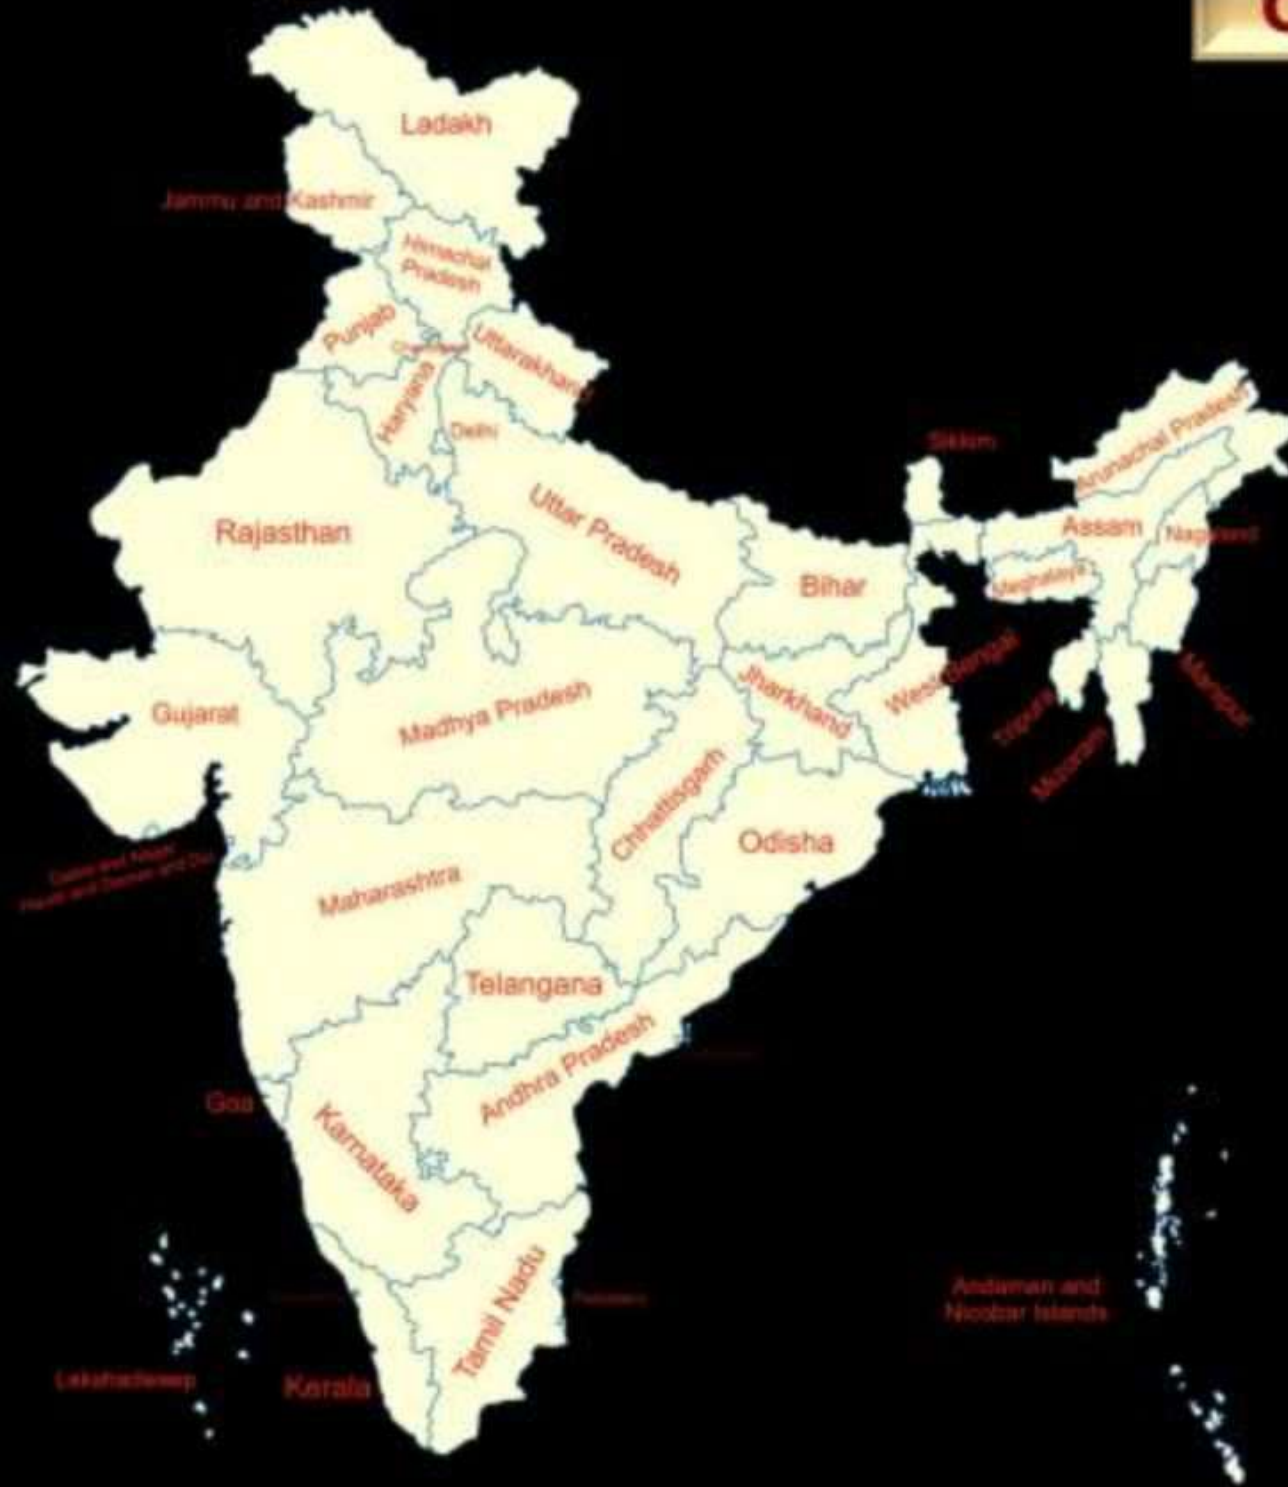 Ladakh
Jammu and Kashmir
Himachal
Pradesh
Punjab
Uttarakhand
Haryana
Delhi
Sikkim
Arunachal Pradesh
Rajasthan
Uttar Pradesh
Assam
Nagaland
Bihar
Meghalaya
Gujarat
Madhya Pradesh
Jharkhand
West Bengal
Tripura
Mizoram
Manipur
Chhattisgarh
Odisha
Maharashtra
Telangana
Andhra Pradesh
Goa
Karnataka
Tamil Nadu
Andaman and
Nicobar Islands
Lakshadweep
Kerala